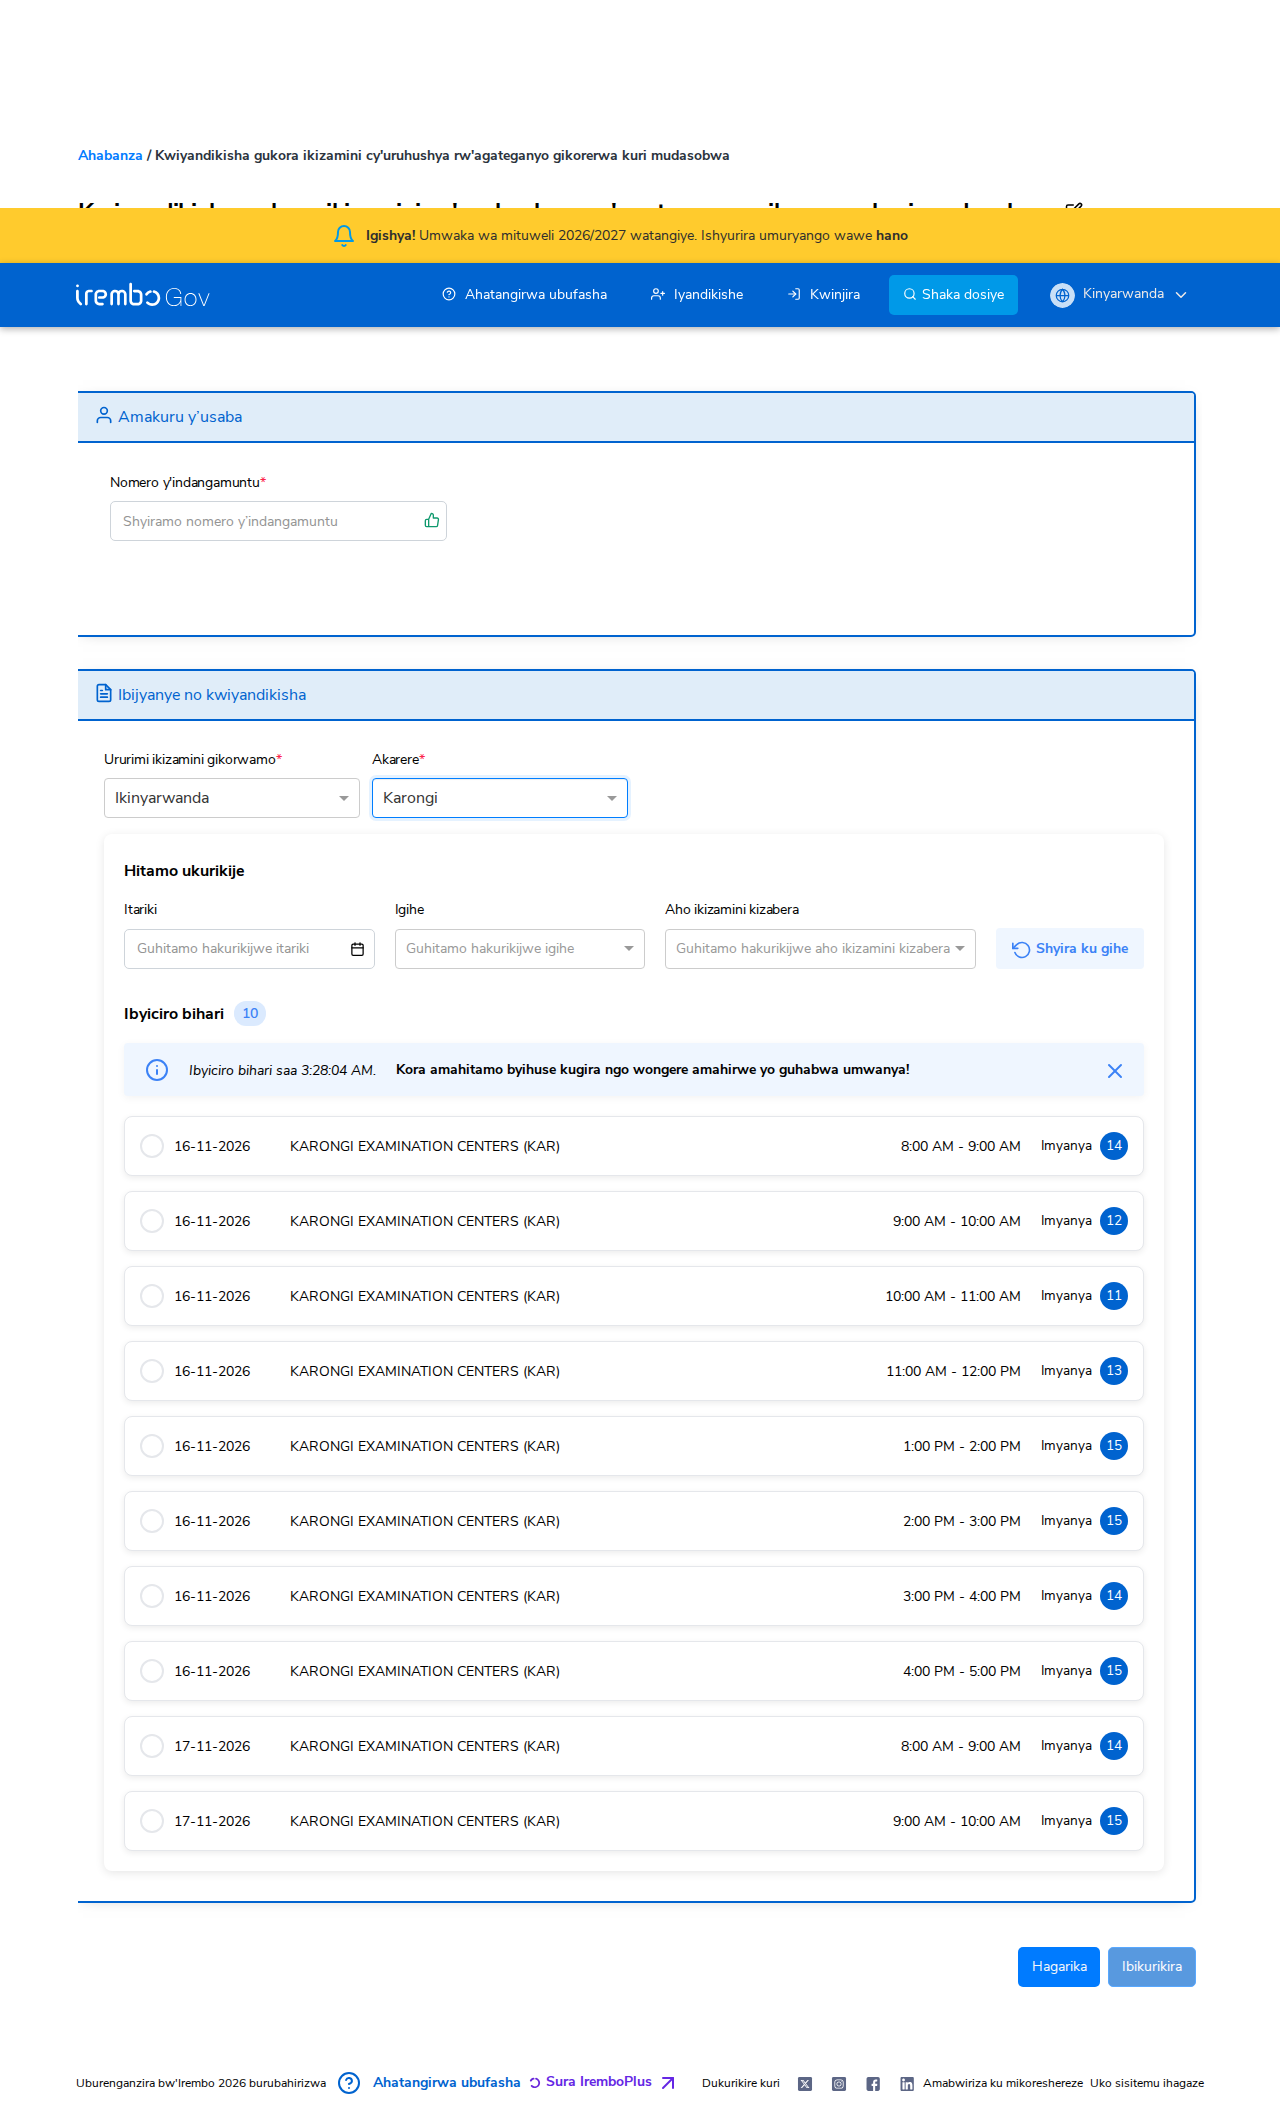 Ahabanza / Kwiyandikisha gukora ikizamini cy'uruhushya rw'agateganyo gikorerwa kuri mudasobwa
Igishya! Umwaka wa mituweli 2026/2027 watangiye. Ishyurira umuryango wawe hano
irembo Gov
Ahatangirwa ubufasha
Iyandikishe
Kwinjira
Shaka dosiye
Kinyarwanda
Amakuru y'usaba
Nomero y'indangamuntu*
Shyiramo nomero y'indangamuntu
Ibijyanye no kwiyandikisha
Ururimi ikizamini gikorwamo* Akarere*
Ikinyarwanda Karongi
Hitamo ukurikije
Itariki Igihe Aho ikizamini kizabera
Guhitamo hakurikijwe itariki Guhitamo hakurikijwe igihe Guhitamo hakurikijwe aho ikizamini kizabera Shyira ku gihe
Ibyiciro bihari 10
Ibyiciro bihari saa 3:28:04 AM. Kora amahitamo byihuse kugira ngo wongere amahirwe yo guhabwa umwanya!
16-11-2026 KARONGI EXAMINATION CENTERS (KAR) 8:00 AM - 9:00 AM Imyanya 14
16-11-2026 KARONGI EXAMINATION CENTERS (KAR) 9:00 AM - 10:00 AM Imyanya 12
16-11-2026 KARONGI EXAMINATION CENTERS (KAR) 10:00 AM - 11:00 AM Imyanya 11
16-11-2026 KARONGI EXAMINATION CENTERS (KAR) 11:00 AM - 12:00 PM Imyanya 13
16-11-2026 KARONGI EXAMINATION CENTERS (KAR) 1:00 PM - 2:00 PM Imyanya 15
16-11-2026 KARONGI EXAMINATION CENTERS (KAR) 2:00 PM - 3:00 PM Imyanya 15
16-11-2026 KARONGI EXAMINATION CENTERS (KAR) 3:00 PM - 4:00 PM Imyanya 14
16-11-2026 KARONGI EXAMINATION CENTERS (KAR) 4:00 PM - 5:00 PM Imyanya 15
17-11-2026 KARONGI EXAMINATION CENTERS (KAR) 8:00 AM - 9:00 AM Imyanya 14
17-11-2026 KARONGI EXAMINATION CENTERS (KAR) 9:00 AM - 10:00 AM Imyanya 15
Hagarika Ibikurikira
Uburenganzira bw'Irembo 2026 burubahirizwa Ahatangirwa ubufasha Sura IremboPlus Dukurikire kuri Amabwiriza ku mikoreshereze Uko sisitemu ihagaze